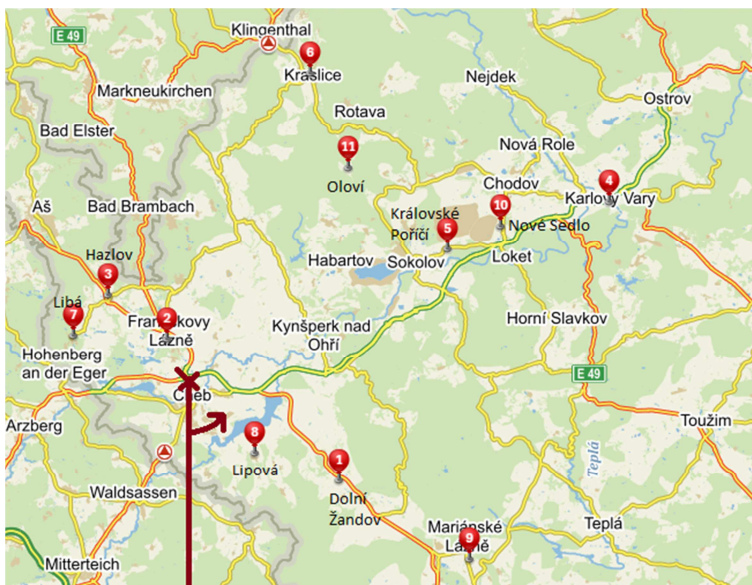 E 49
Klingenthal
6
Kraslice
Nejdek
Markneukirchen
Ostrov
Rotava
Bad Elster
11
Nová Role
Oloví
Chodov
4
Karlovy Vary
Aš
Bad Brambach
10
Královské
Poříčí
5
Nové Sedlo
Hazlov
3
Habartov
Sokolov
Loket
Libá
7
2
Františkovy
Lázně
Kynšperk nad
Ohří
Horní Slavkov
Hohenberg
an der Eger
E 49
Cheb
Arzberg
Toužim
8
Lipová
1
Dolní
Žandov
Teplá
Waldsassen
Mariánské
Lázně
9
Teplá
Mitterteich